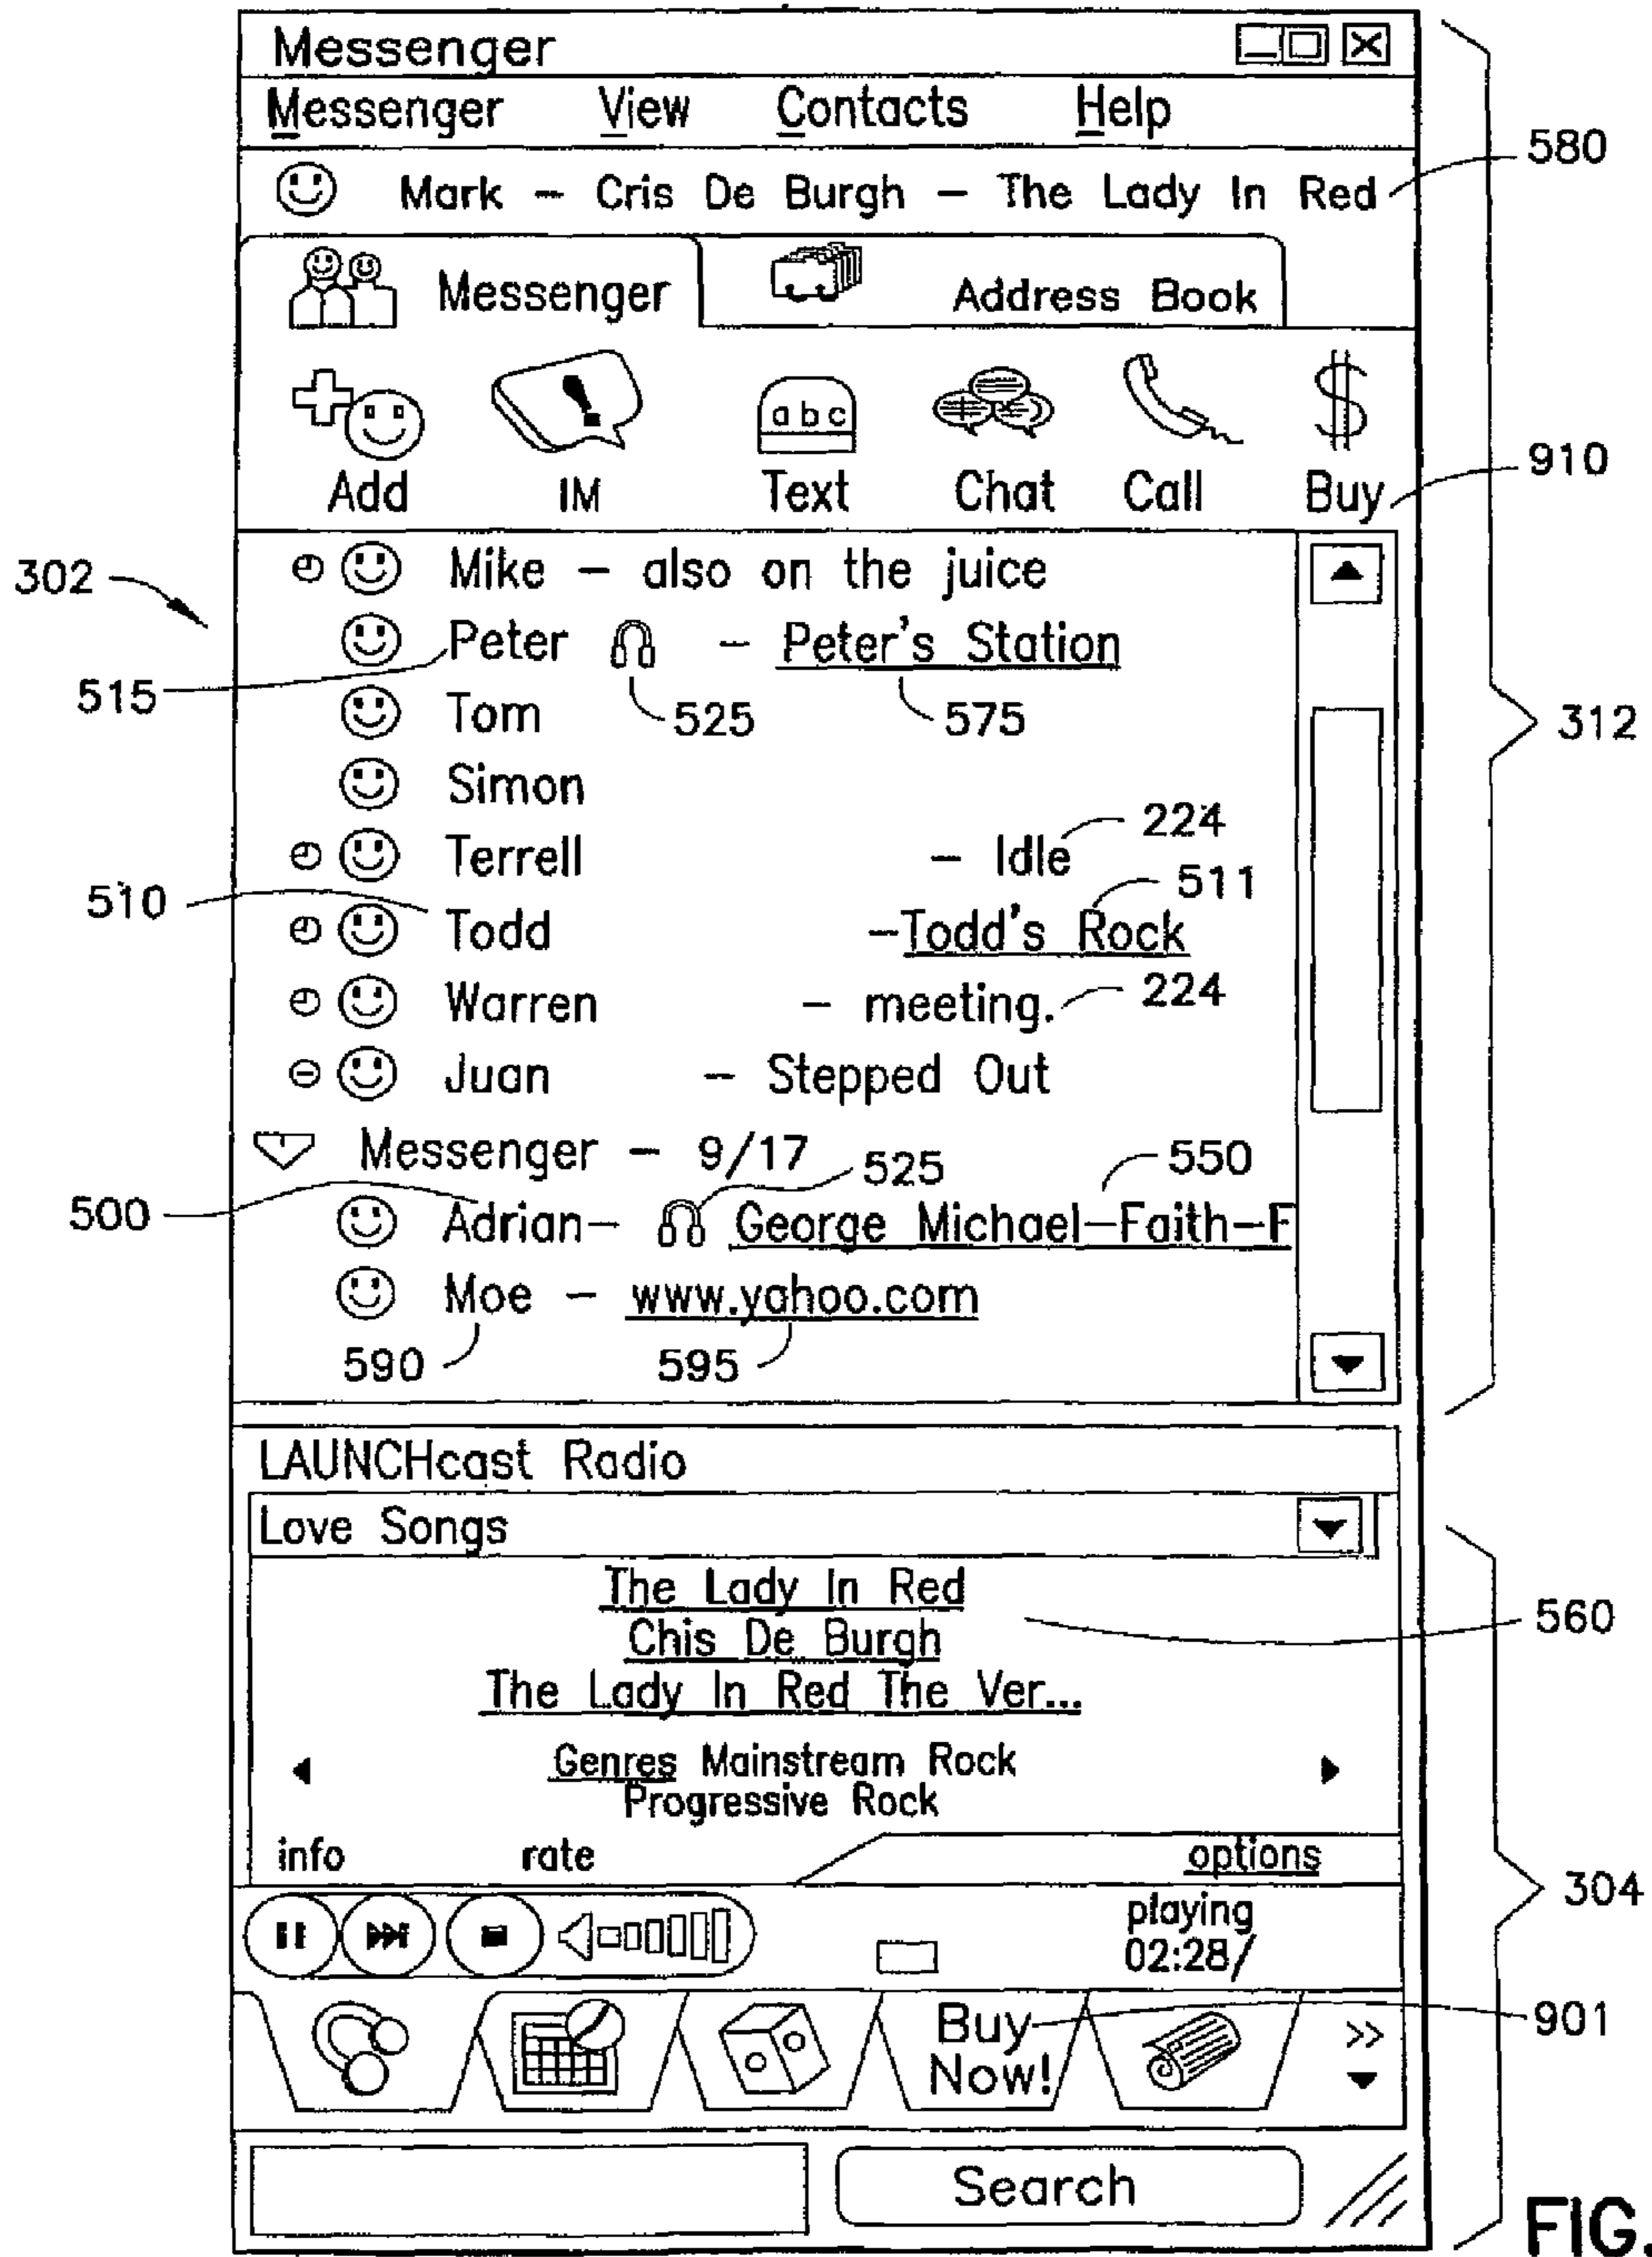 Messenger
Messenger View Contacts Help
580
Mark - Cris De Burgh - The Lady In Red
Messenger Address Book
abc
Add IM Text Chat Call Buy
910
302
Mike - also on the juice
Peter - Peter's Station
515
525
575
312
Tom
Simon
224
Terrell - Idle
511
510
Todd -Todd's Rock
Warren - meeting.
224
Juan - Stepped Out
Messenger - 9/17
525
550
500
Adrian- George Michael-Faith-F
Moe - www.yahoo.com
590
595
LAUNCHcast Radio
Love Songs
The Lady In Red
560
Chis De Burgh
The Lady In Red The Ver...
Genres Mainstream Rock
Progressive Rock
info rate options
304
playing
02:28/
Buy
Now!
901
>>
Search
FIG.